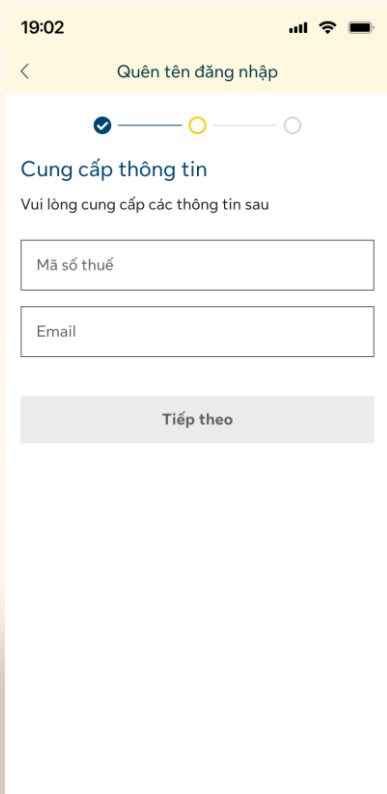 19:02
Quên tên đăng nhập
Cung cấp thông tin
Vui lòng cung cấp các thông tin sau
Mã số thuế
Email
Tiếp theo